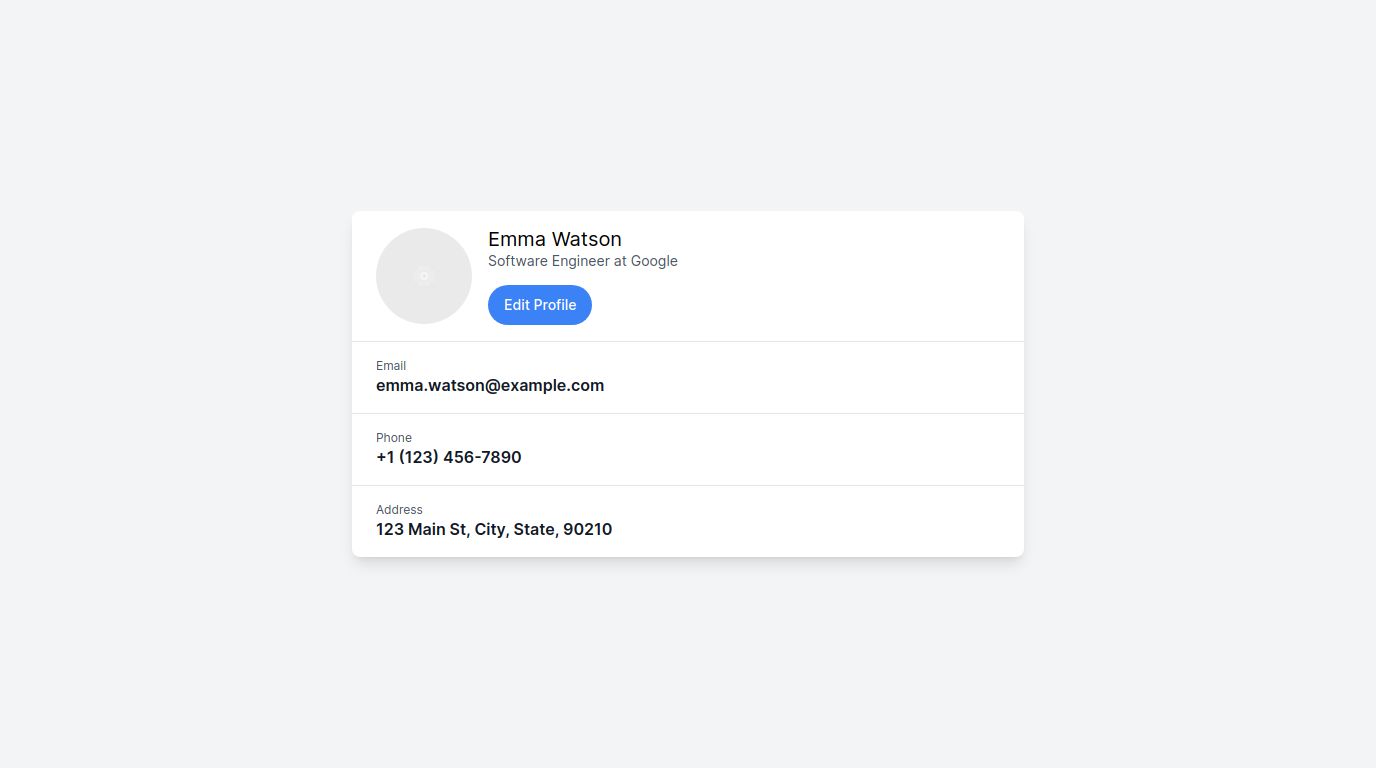 Emma Watson
Software Engineer at Google
Edit Profile
Email
emma.watson@example.com
Phone
+1 (123) 456-7890
Address
123 Main St, City, State, 90210